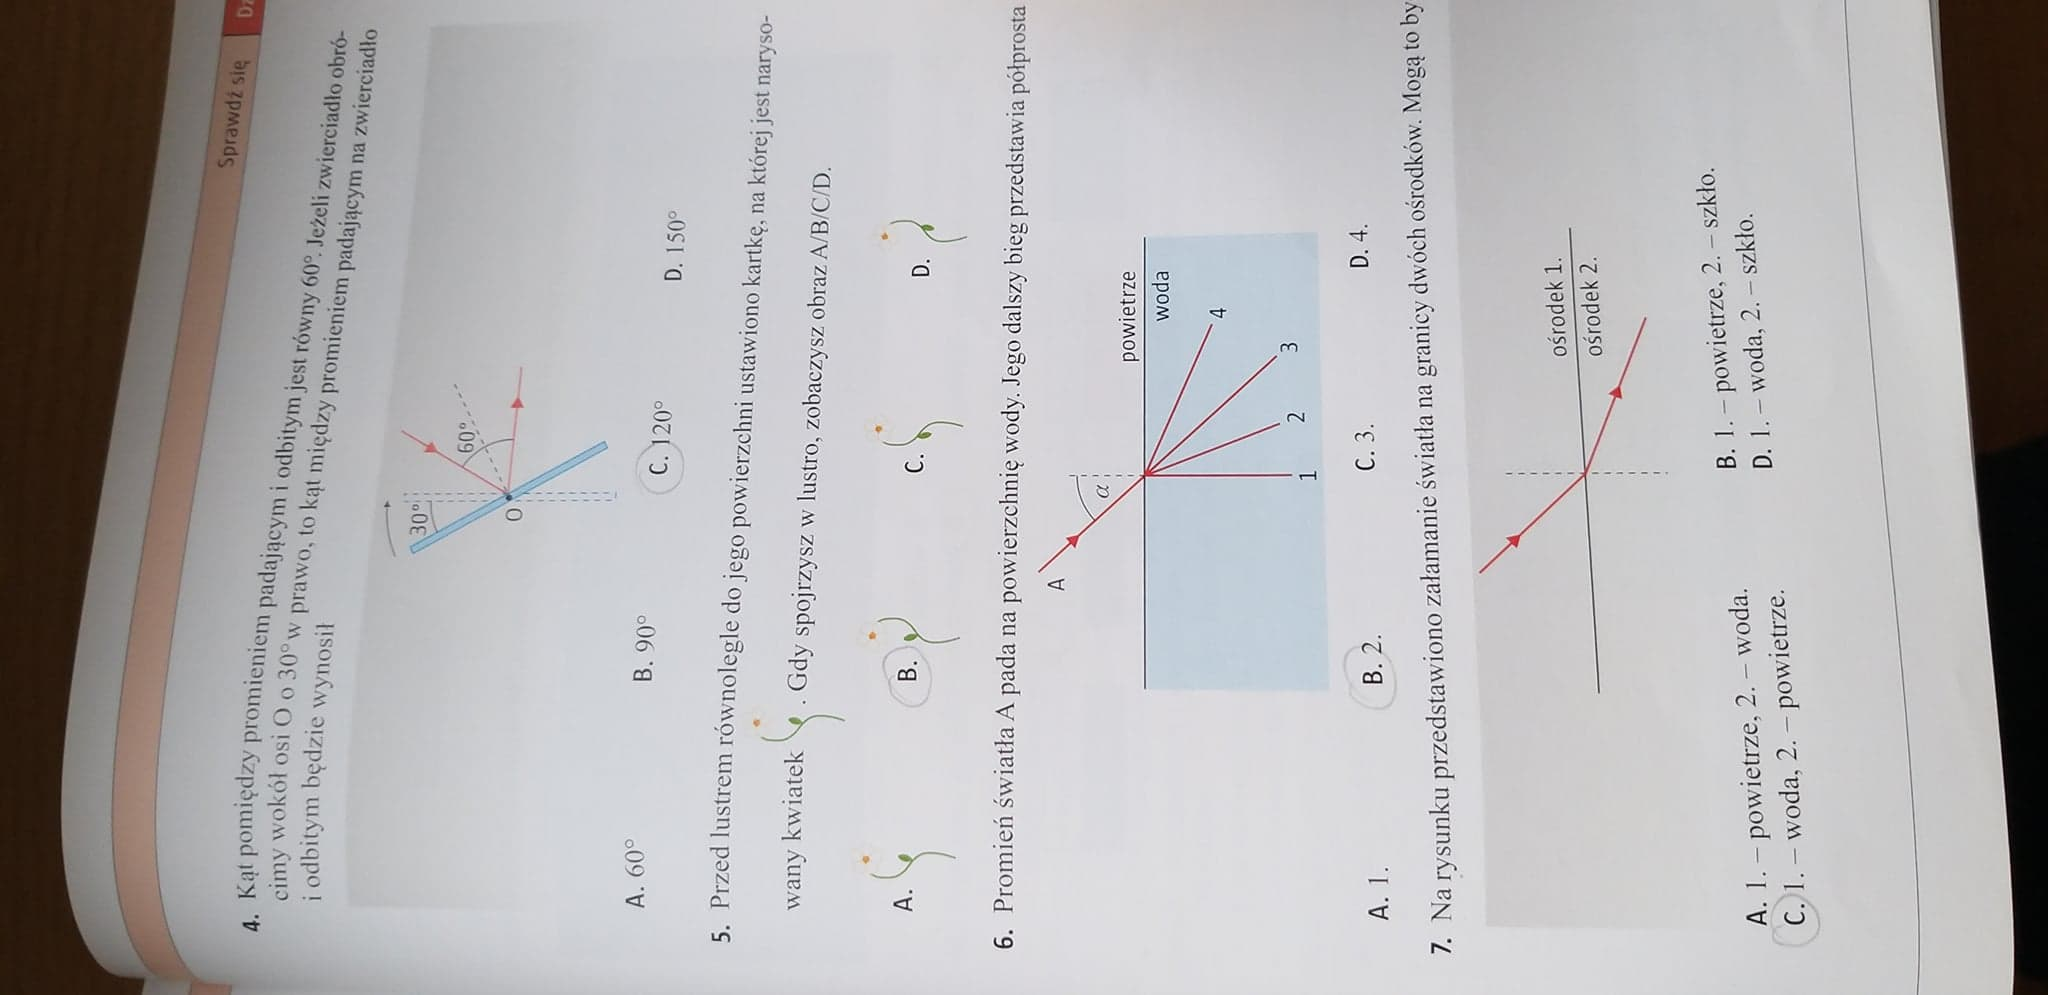 Sprawdź się
4. Kąt pomiędzy promieniem padającym i odbitym jest równy 60°. Jeżeli zwierciadło obró-
cimy wokół osi O o 30° w prawo, to kąt między promieniem padającym na zwierciadło
i odbitym będzie wynosił
30°
60°
O
A. 60°
B. 90°
C. 120°
D. 150°
5. Przed lustrem równolegle do jego powierzchni ustawiono kartkę, na której jest naryso-
wany kwiatek . Gdy spojrzysz w lustro, zobaczysz obraz A/B/C/D.
A.
B.
C.
D.
6. Promień światła A pada na powierzchnię wody. Jego dalszy bieg przedstawia półprosta
A
α
powietrze
woda
1
2
3
4
A. 1.
B. 2.
C. 3.
D. 4.
7. Na rysunku przedstawiono załamanie światła na granicy dwóch ośrodków. Mogą to
ośrodek 1.
ośrodek 2.
A. 1. – powietrze, 2. – woda.
B. 1. – powietrze, 2. – szkło.
C. 1. – woda, 2. – powietrze.
D. 1. – woda, 2. – szkło.